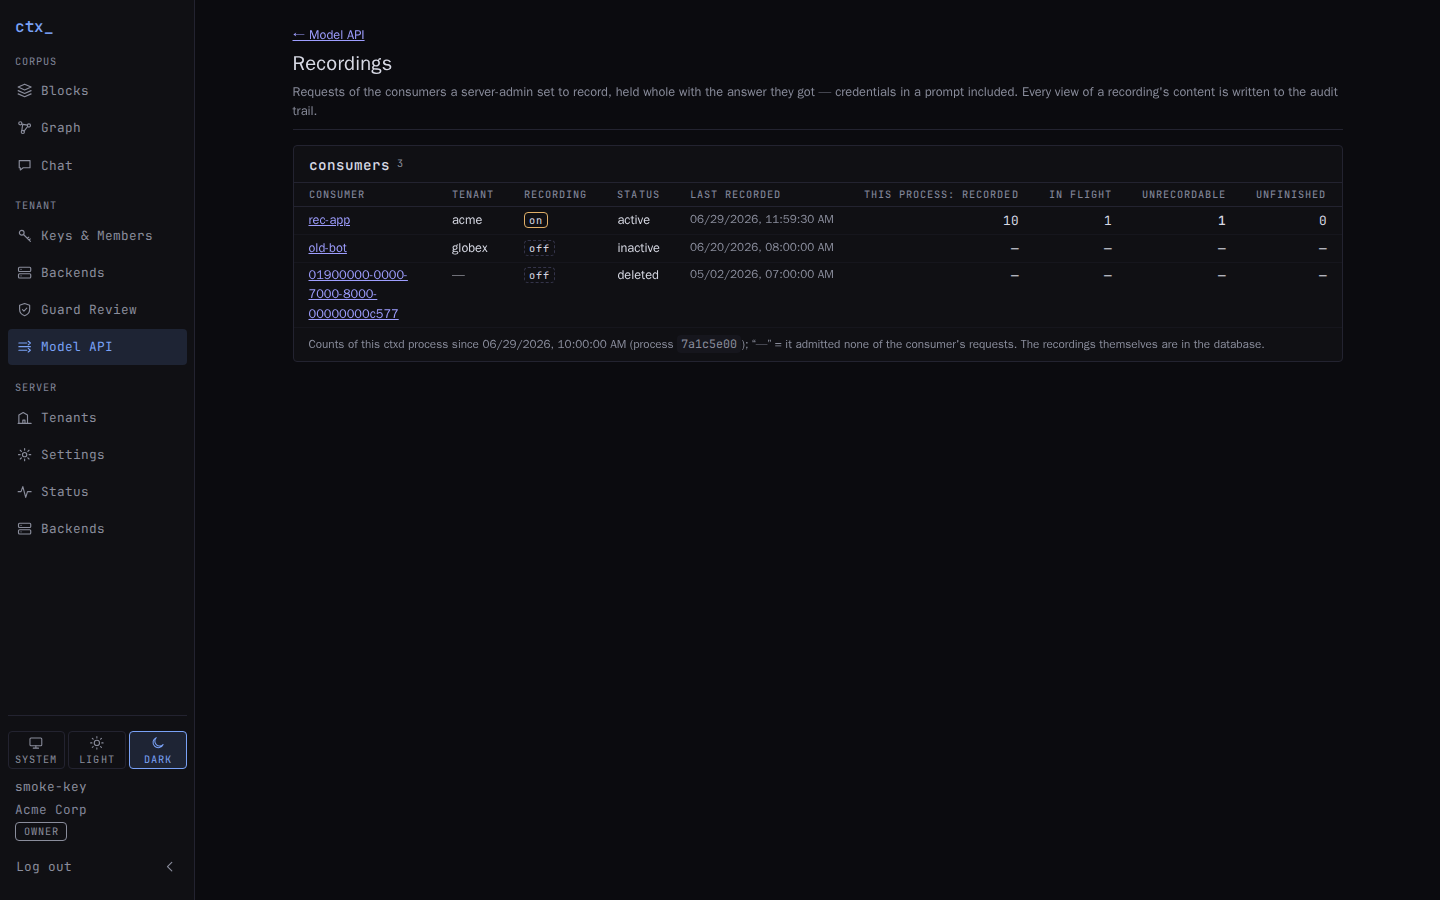 ctx_
CORPUS
Blocks
Graph
Chat
TENANT
Keys & Members
Backends
Guard Review
Model API
SERVER
Tenants
Settings
Status
Backends
SYSTEM LIGHT DARK
smoke-key
Acme Corp
OWNER
Log out
← Model API
Recordings
Requests of the consumers a server-admin set to record, held whole with the answer they got — credentials in a prompt included. Every view of a recording's content is written to the audit
trail.
consumers 3
CONSUMER TENANT RECORDING STATUS LAST RECORDED THIS PROCESS: RECORDED IN FLIGHT UNRECORDABLE UNFINISHED
rec-app acme on active 06/29/2026, 11:59:30 AM 10 1 1 0
old-bot globex off inactive 06/20/2026, 08:00:00 AM — — — —
01900000-0000- — off deleted 05/02/2026, 07:00:00 AM — — — —
7000-8000-
00000000c577
Counts of this ctxd process since 06/29/2026, 10:00:00 AM (process 7a1c5e00 ); "—" = it admitted none of the consumer's requests. The recordings themselves are in the database.